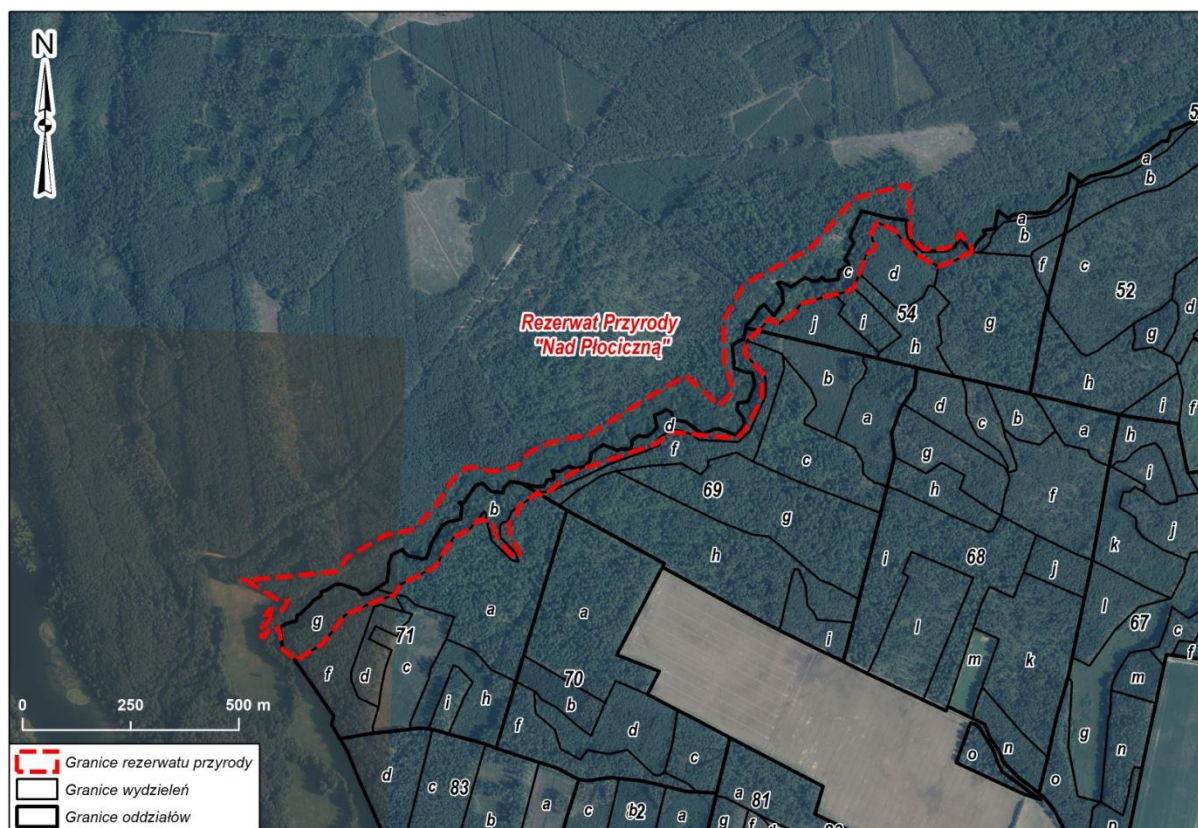 N
5
a
b
a
b
f
c
52
d
c
d
54
g
g
Rezerwat Przyrody
"Nad Płociczną"
j
i
h
h
i
f
b
a
d
c
b
a
h
d
f
g
i
c
69
h
f
j
b
g
k
h
i
68
j
a
a
l
67
g
71
c
f
f
d
c
i
l
m
k
m
i
h
70
b
g
n
f
d
n
0 250 500 m
c
o
o
d
c
83
a
c
b
a
a
81
b
g
f
Granice rezerwatu przyrody
Granice wydzieleń
Granice oddziałów